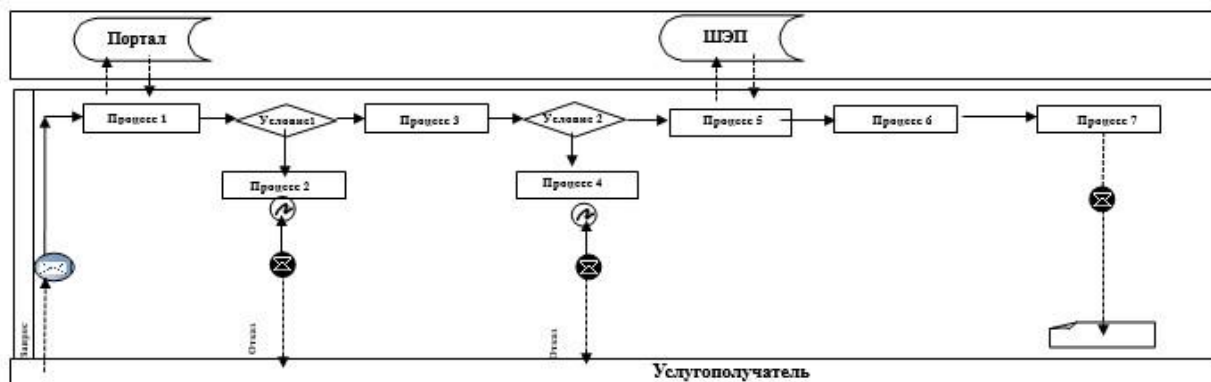 Портал
ШЭП
Процесс 1
Условие1
Процесс 3
Условие 2
Процесс 5
Процесс 6
Процесс 7
Процесс 2
Процесс 4
Запрос
Отказ
Отказ
Услугополучатель